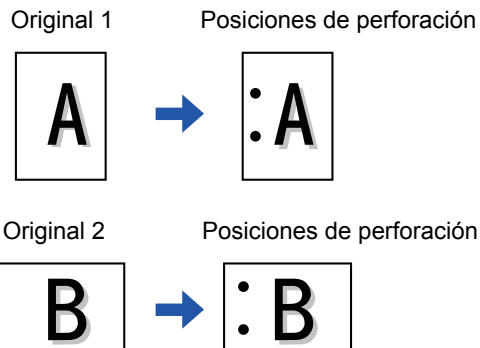 Original 1 Posiciones de perforación
A A
Original 2 Posiciones de perforación
B B